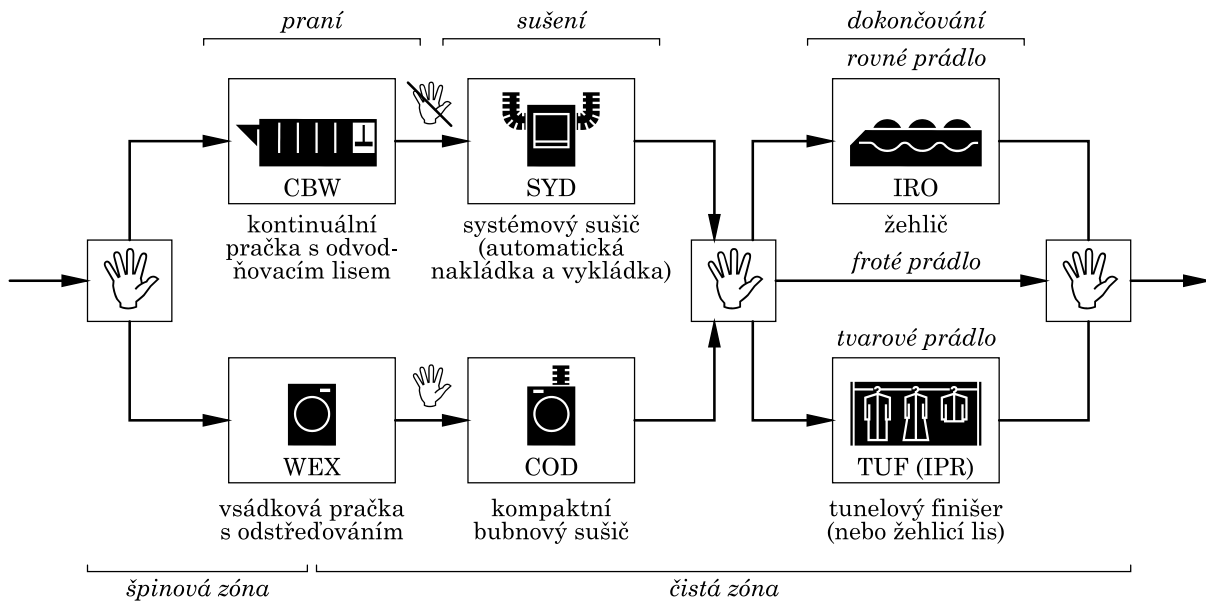 praní
sušení
dokončování
rovné prádlo
CBW
SYD
IRO
kontinuální
pračka s odvod-
ňovacím lisem
systémový sušič
(automatická
nakládka a vykládka)
žehlič
froté prádlo
tvarové prádlo
WEX
COD
TUF (IPR)
vsádková pračka
s odstřeďováním
kompaktní
bubnový sušič
tunelový finišer
(nebo žehlicí lis)
špinová zóna
čistá zóna